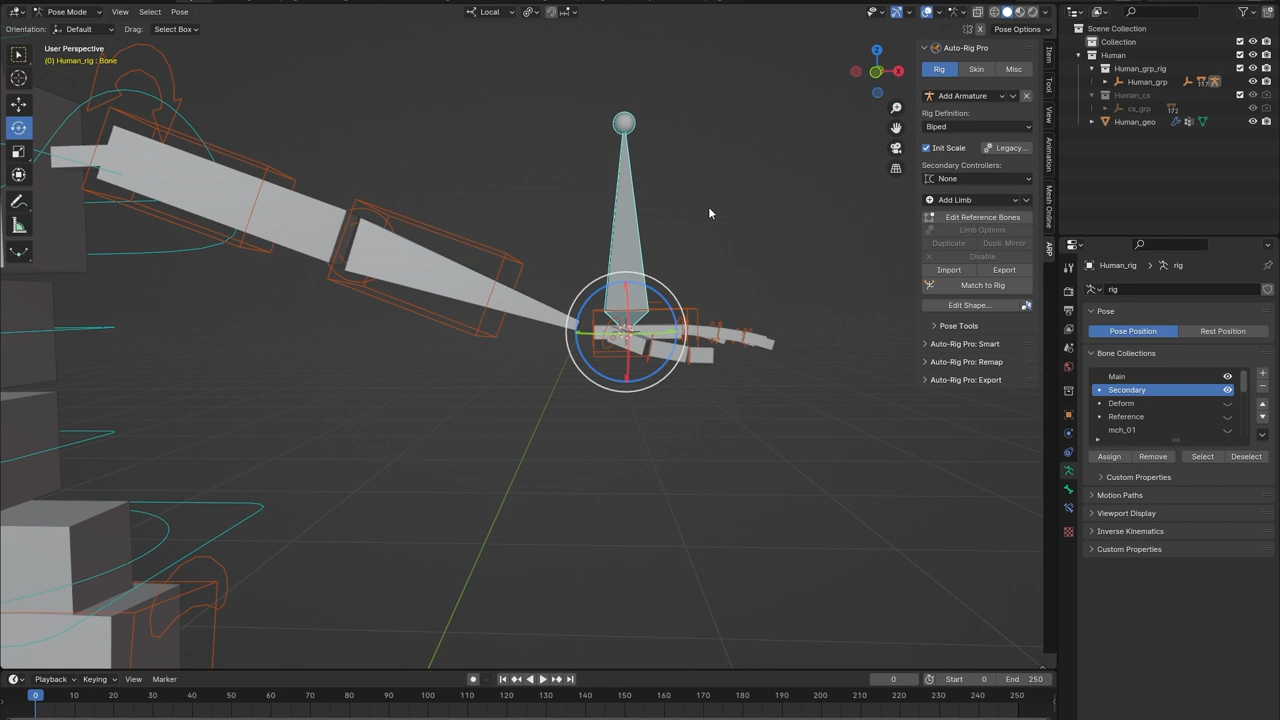 Pose Mode View Select Pose Local
Orientation: Default Drag: Select Box X Pose Options
User Perspective
(0) Human_rig : Bone
Z
X
Auto-Rig Pro
Rig Skin Misc
Add Armature
Rig Definition:
Biped
Init Scale Legacy...
Secondary Controllers:
None
Add Limb
Edit Reference Bones
Limb Options
Duplicate Dupli. Mirror
Disable
Import Export
Match to Rig
Edit Shape...
Pose Tools
Auto-Rig Pro: Smart
Auto-Rig Pro: Remap
Auto-Rig Pro: Export
Item
Tool
View
Animation
Mesh Online
ARP
Scene Collection
Collection
Human
Human_grp_rig
Human_grp
Human_cs
cs_grp 172
Human_geo
Human_rig rig
rig
Pose
Pose Position Rest Position
Bone Collections
Main
Secondary
Deform
Reference
mch_01
Assign Remove Select Deselect
Custom Properties
Motion Paths
Viewport Display
Inverse Kinematics
Custom Properties
Playback Keying View Marker 0 Start 0 End 250
0 10 20 30 40 50 60 70 80 90 100 110 120 130 140 150 160 170 180 190 200 210 220 230 240 250